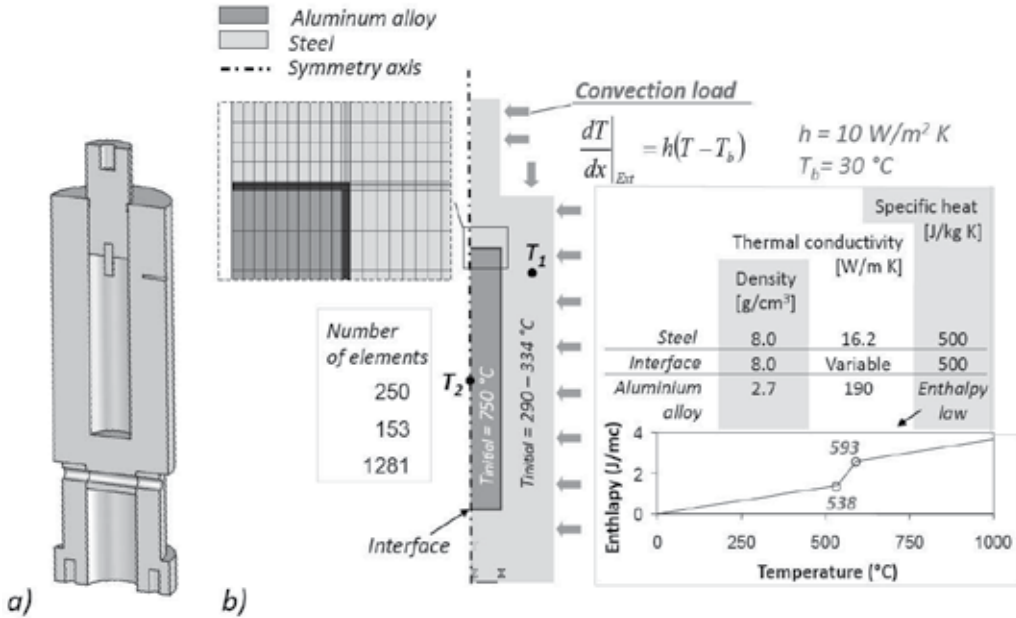 Aluminum alloy
Steel
Symmetry axis
Convection load
dT
dx
Ext
= h(T − T_b)
h = 10 W/m² K
T_b = 30 °C
Specific heat
[J/kg K]
Thermal conductivity
[W/m K]
Density
[g/cm³]
Steel 8.0 16.2 500
Interface 8.0 Variable 500
Aluminium 2.7 190 Enthalpy
alloy law
T₁
T₂
Tinitial = 750 °C
Tinitial = 290 – 334 °C
Number
of elements
250
153
1281
Interface
Enthlapy (J/mc)
4
2
0
593
538
0 250 500 750 1000
Temperature (°C)
a)
b)